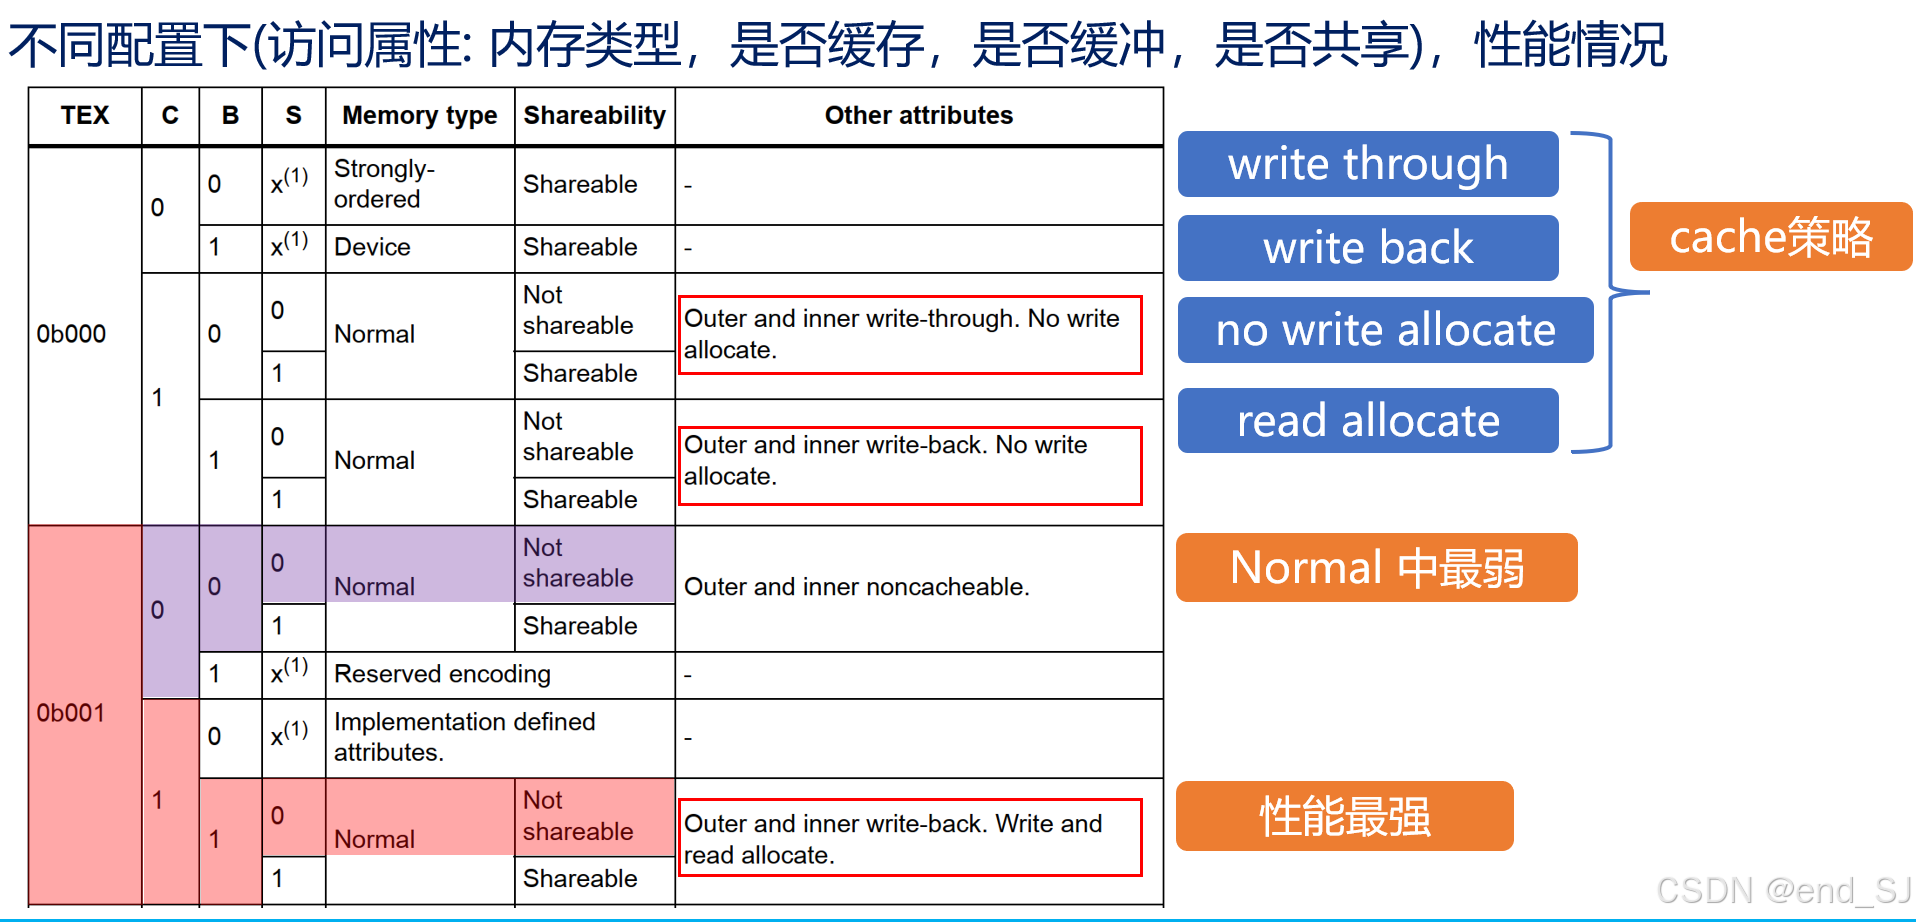 不同配置下(访问属性: 内存类型，是否缓存，是否缓冲，是否共享)，性能情况
TEX C B S Memory type Shareability Other attributes
0b000 0 0 x(1) Strongly-ordered Shareable -
1 x(1) Device Shareable -
1 0 0 Normal Not shareable Outer and inner write-through. No write allocate.
1 Shareable
1 0 Normal Not shareable Outer and inner write-back. No write allocate.
1 Shareable
0b001 0 0 0 Normal Not shareable Outer and inner noncacheable.
1 Shareable
1 x(1) Reserved encoding -
1 0 x(1) Implementation defined attributes. -
1 0 Normal Not shareable Outer and inner write-back. Write and read allocate.
1 Shareable
write through
write back
no write allocate
read allocate
cache策略
Normal 中最弱
性能最强
CSDN @end_SJ